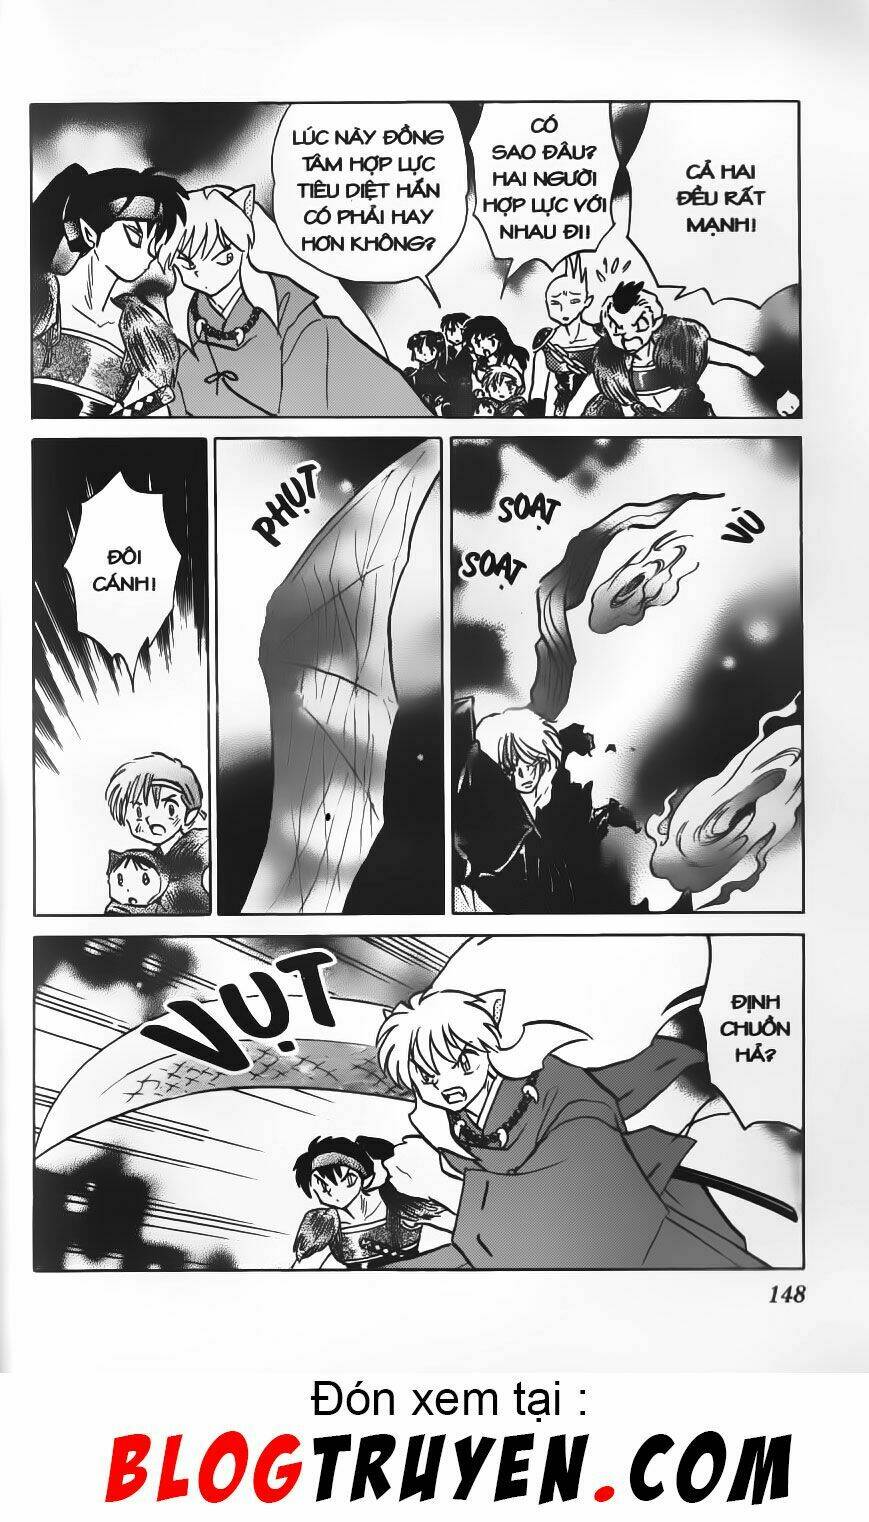 CẢ HAI
ĐỀU RẤT
MẠNH!
CÓ
SAO ĐÂU?
HAI NGƯỜI
HỢP LỰC VỚI
NHAU ĐI!
LÚC NÀY ĐỒNG
TÂM HỢP LỰC
TIÊU DIỆT HẮN
CÓ PHẢI HAY
HƠN KHÔNG?
VÙ
SOẠT
SOẠT
PHỤT
ĐÔI
CÁNH!
ĐỊNH
CHUỒN
HẢ?
VỤT
148
Đón xem tại :
BLOGTRUYEN.COM